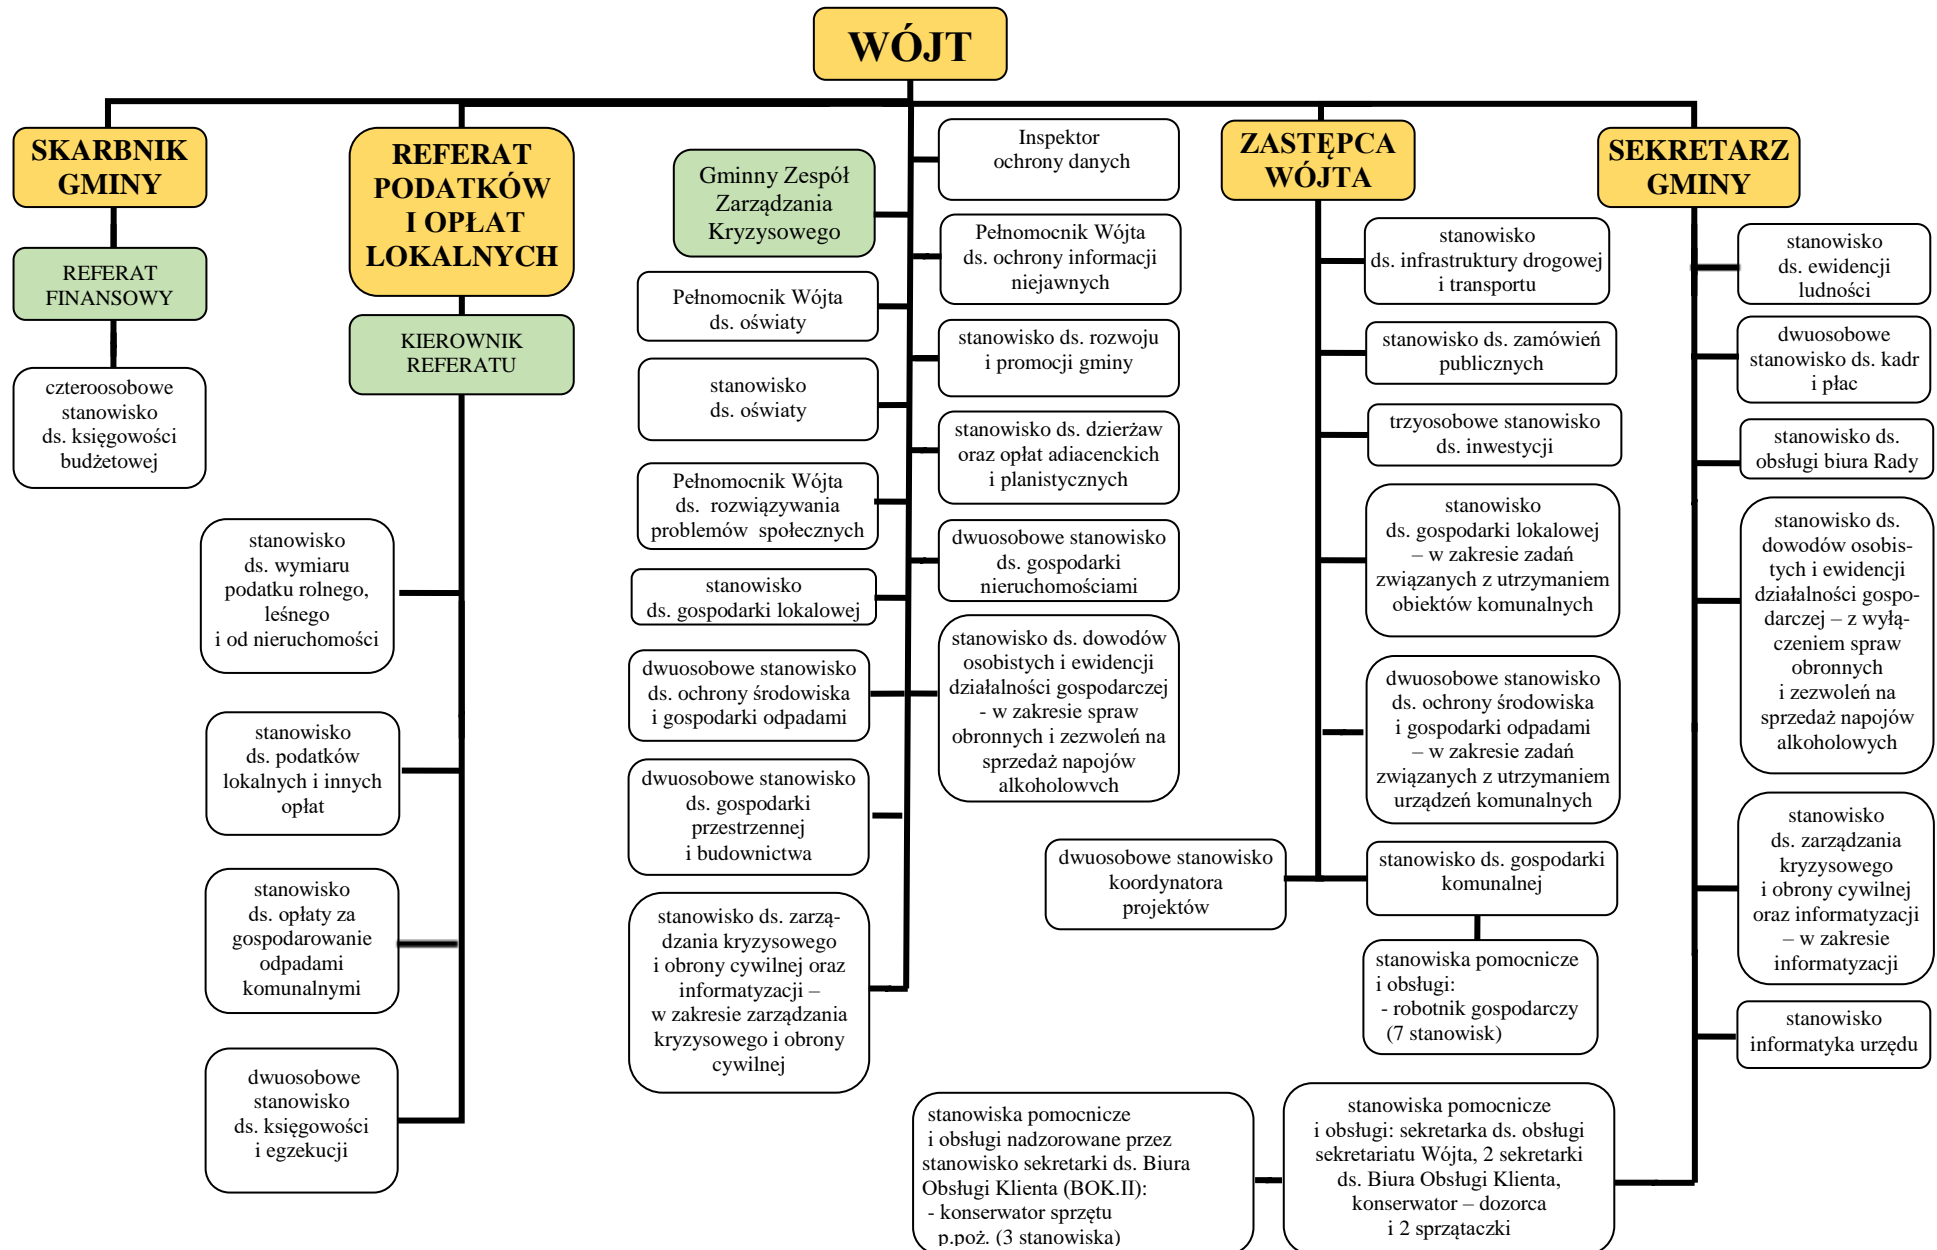 WÓJT
SKARBNIK
GMINY
REFERAT
FINANSOWY
czteroosobowe
stanowisko
ds. księgowości
budżetowej
REFERAT
PODATKÓW
I OPŁAT
LOKALNYCH
KIEROWNIK
REFERATU
stanowisko
ds. wymiaru
podatku rolnego,
leśnego
i od nieruchomości
stanowisko
ds. podatków
lokalnych i innych
opłat
stanowisko
ds. opłaty za
gospodarowanie
odpadami
komunalnymi
dwuosobowe
stanowisko
ds. księgowości
i egzekucji
Gminny Zespół
Zarządzania
Kryzysowego
Pełnomocnik Wójta
ds. oświaty
stanowisko
ds. oświaty
Pełnomocnik Wójta
ds. rozwiązywania
problemów społecznych
stanowisko
ds. gospodarki lokalowej
dwuosobowe stanowisko
ds. ochrony środowiska
i gospodarki odpadami
dwuosobowe stanowisko
ds. gospodarki
przestrzennej
i budownictwa
stanowisko ds. zarzą-
dzania kryzysowego
i obrony cywilnej oraz
informatyzacji –
w zakresie zarządzania
kryzysowego i obrony
cywilnej
Inspektor
ochrony danych
Pełnomocnik Wójta
ds. ochrony informacji
niejawnych
stanowisko ds. rozwoju
i promocji gminy
stanowisko ds. dzierżaw
oraz opłat adiacenckich
i planistycznych
dwuosobowe stanowisko
ds. gospodarki
nieruchomościami
stanowisko ds. dowodów
osobistych i ewidencji
działalności gospodarczej
- w zakresie spraw
obronnych i zezwoleń na
sprzedaż napojów
alkoholowych
ZASTĘPCA
WÓJTA
stanowisko
ds. infrastruktury drogowej
i transportu
stanowisko ds. zamówień
publicznych
trzyosobowe stanowisko
ds. inwestycji
stanowisko
ds. gospodarki lokalowej
– w zakresie zadań
związanych z utrzymaniem
obiektów komunalnych
dwuosobowe stanowisko
ds. ochrony środowiska
i gospodarki odpadami
– w zakresie zadań
związanych z utrzymaniem
urządzeń komunalnych
dwuosobowe stanowisko
koordynatora
projektów
stanowisko ds. gospodarki
komunalnej
stanowiska pomocnicze
i obsługi:
- robotnik gospodarczy
(7 stanowisk)
SEKRETARZ
GMINY
stanowisko
ds. ewidencji
ludności
dwuosobowe
stanowisko ds. kadr
i płac
stanowisko ds.
obsługi biura Rady
stanowisko ds.
dowodów osobis-
tych i ewidencji
działalności gospo-
darczej – z wyłą-
czeniem spraw
obronnych
i zezwoleń na
sprzedaż napojów
alkoholowych
stanowisko
ds. zarządzania
kryzysowego
i obrony cywilnej
oraz informatyzacji
– w zakresie
informatyzacji
stanowisko
informatyka urzędu
stanowiska pomocnicze
i obsługi: sekretarka ds. obsługi
sekretariatu Wójta, 2 sekretarki
ds. Biura Obsługi Klienta,
konserwator – dozorca
i 2 sprzątaczki
stanowiska pomocnicze
i obsługi nadzorowane przez
stanowisko sekretarki ds. Biura
Obsługi Klienta (BOK.II):
- konserwator sprzętu
p.poż. (3 stanowiska)